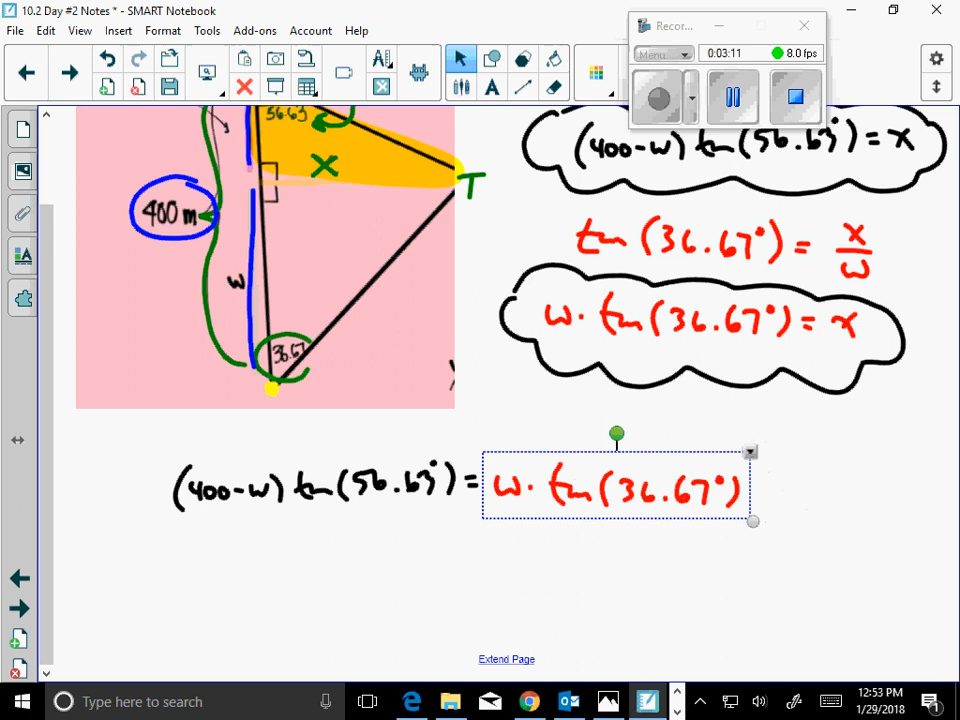 10.2 Day #2 Notes * - SMART Notebook
Recor...
File Edit View Insert Format Tools Add-ons Account Help
Menu 0:03:11 8.0 fps
56.63
(400-w) tan(56.63°) = x
x
T
400 m
tan(36.67°) = x/w
w
w · tan(36.67°) = x
36.67
(400-w) tan(56.63°) = w · tan(36.67°)
Extend Page
Type here to search
12:53 PM
1/29/2018
1